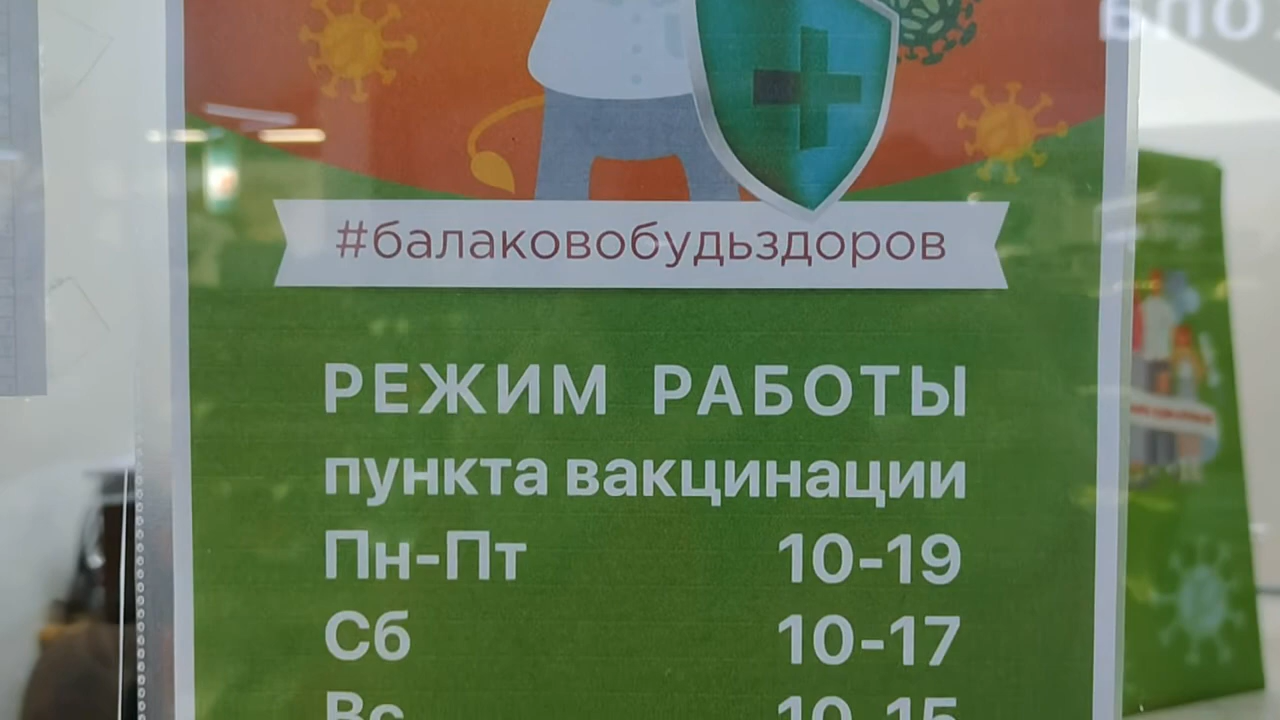 #балаковобудьздоров
РЕЖИМ РАБОТЫ
пункта вакцинации
Пн-Пт 10-19
Сб 10-17
Вс 10-15